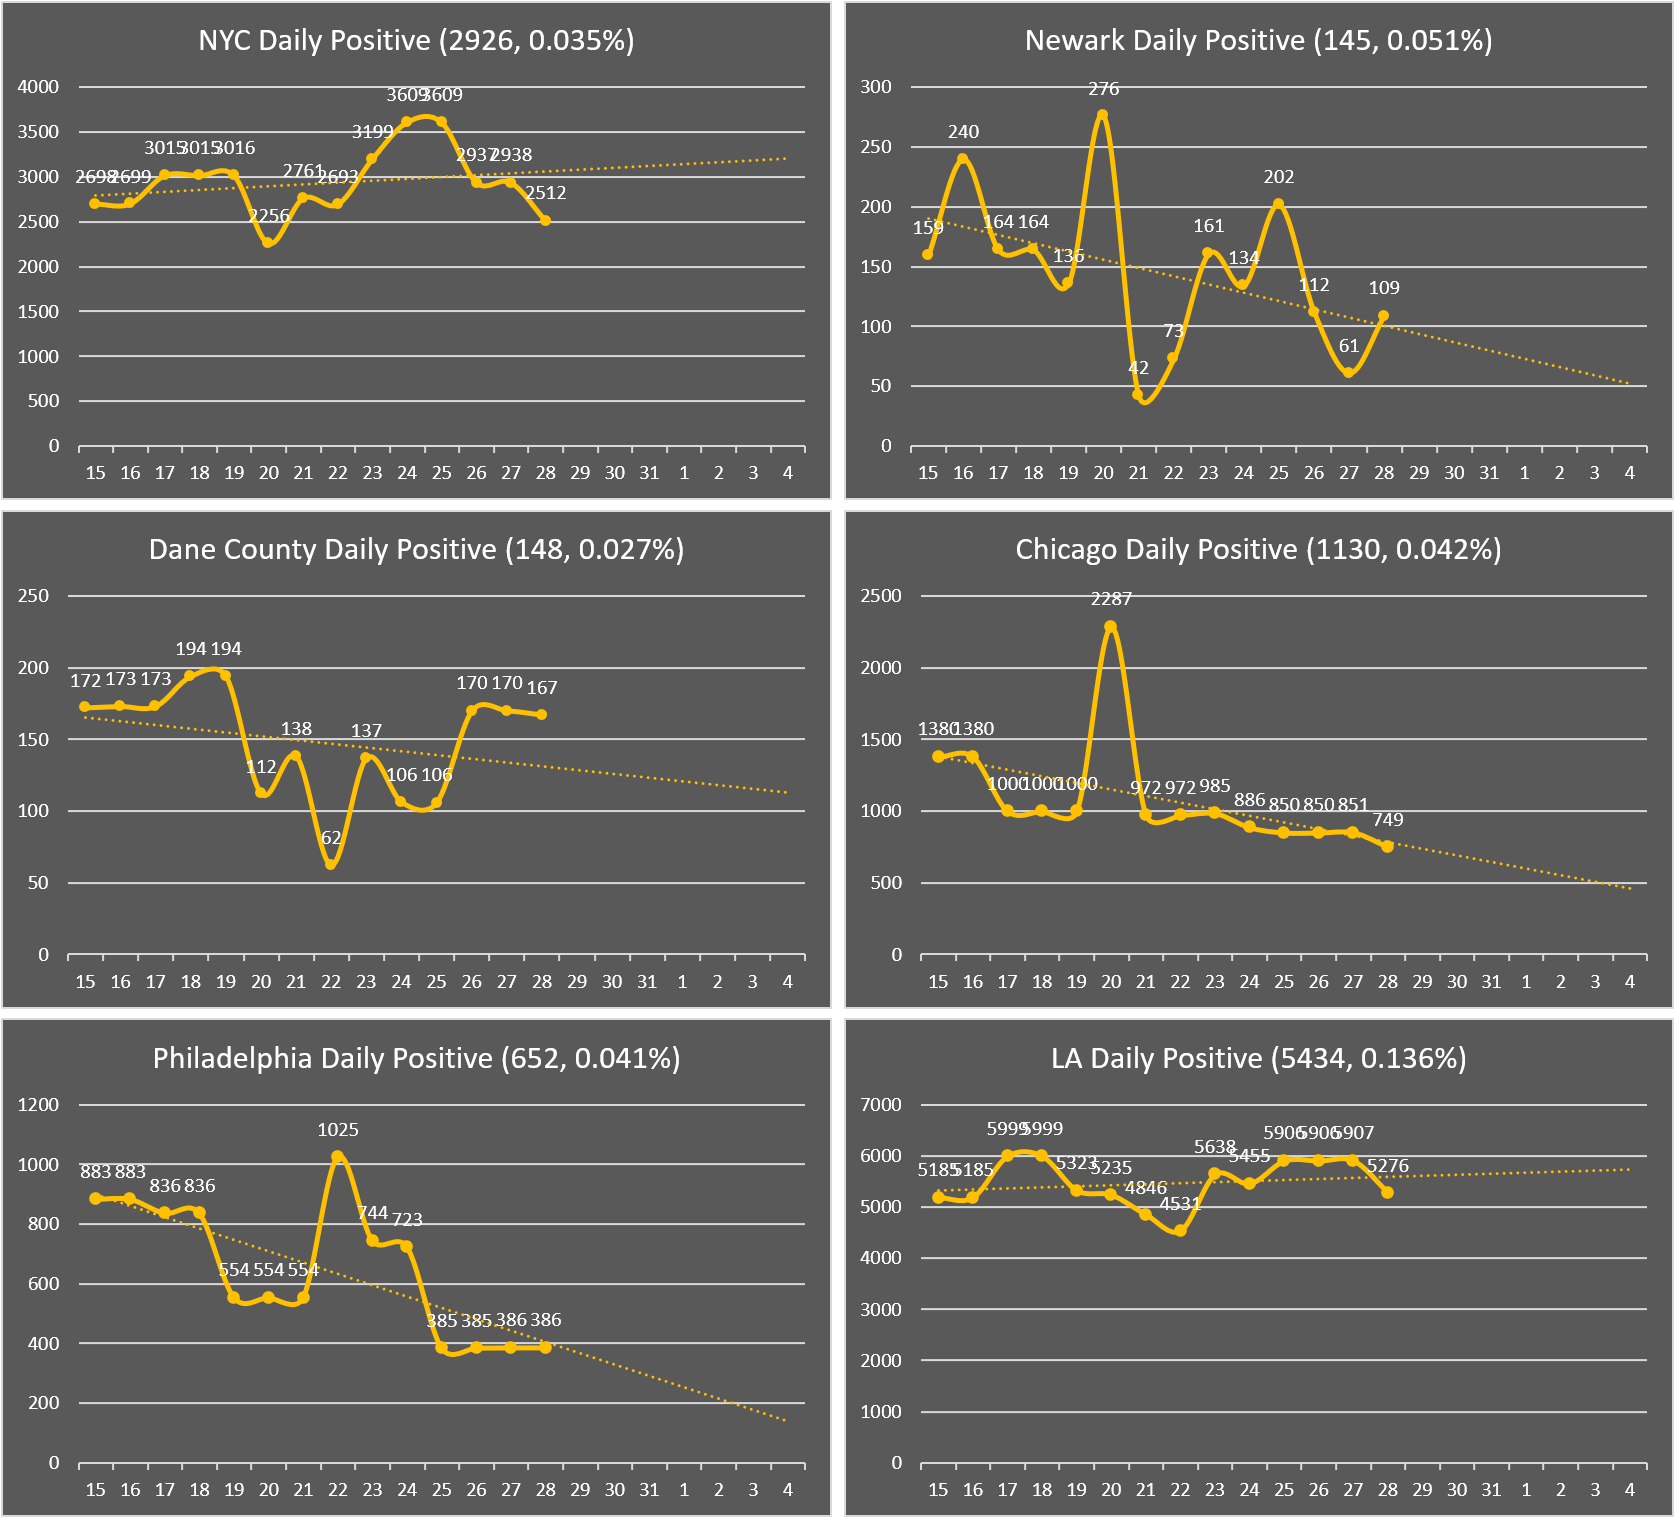 NYC Daily Positive (2926, 0.035%)
4000
3500
3000
2500
2000
1500
1000
500
0
2698 2699 3015 3015 3016 2256 2761 2693 3199 3609 3609 2937 2938 2512
15 16 17 18 19 20 21 22 23 24 25 26 27 28 29 30 31 1 2 3 4
Newark Daily Positive (145, 0.051%)
300
250
200
150
100
50
0
159 240 164 164 136 276 42 73 161 134 202 112 61 109
15 16 17 18 19 20 21 22 23 24 25 26 27 28 29 30 31 1 2 3 4
Dane County Daily Positive (148, 0.027%)
250
200
150
100
50
0
172 173 173 194 194 112 138 62 137 106 106 170 170 167
15 16 17 18 19 20 21 22 23 24 25 26 27 28 29 30 31 1 2 3 4
Chicago Daily Positive (1130, 0.042%)
2500
2000
1500
1000
500
0
1380 1380 1000 1000 1000 2287 972 972 985 886 850 850 851 749
15 16 17 18 19 20 21 22 23 24 25 26 27 28 29 30 31 1 2 3 4
Philadelphia Daily Positive (652, 0.041%)
1200
1000
800
600
400
200
0
883 883 836 836 554 554 554 1025 744 723 385 385 386 386
15 16 17 18 19 20 21 22 23 24 25 26 27 28 29 30 31 1 2 3 4
LA Daily Positive (5434, 0.136%)
7000
6000
5000
4000
3000
2000
1000
0
5185 5185 5999 5999 5323 5235 4846 4531 5638 5455 5906 5906 5907 5276
15 16 17 18 19 20 21 22 23 24 25 26 27 28 29 30 31 1 2 3 4